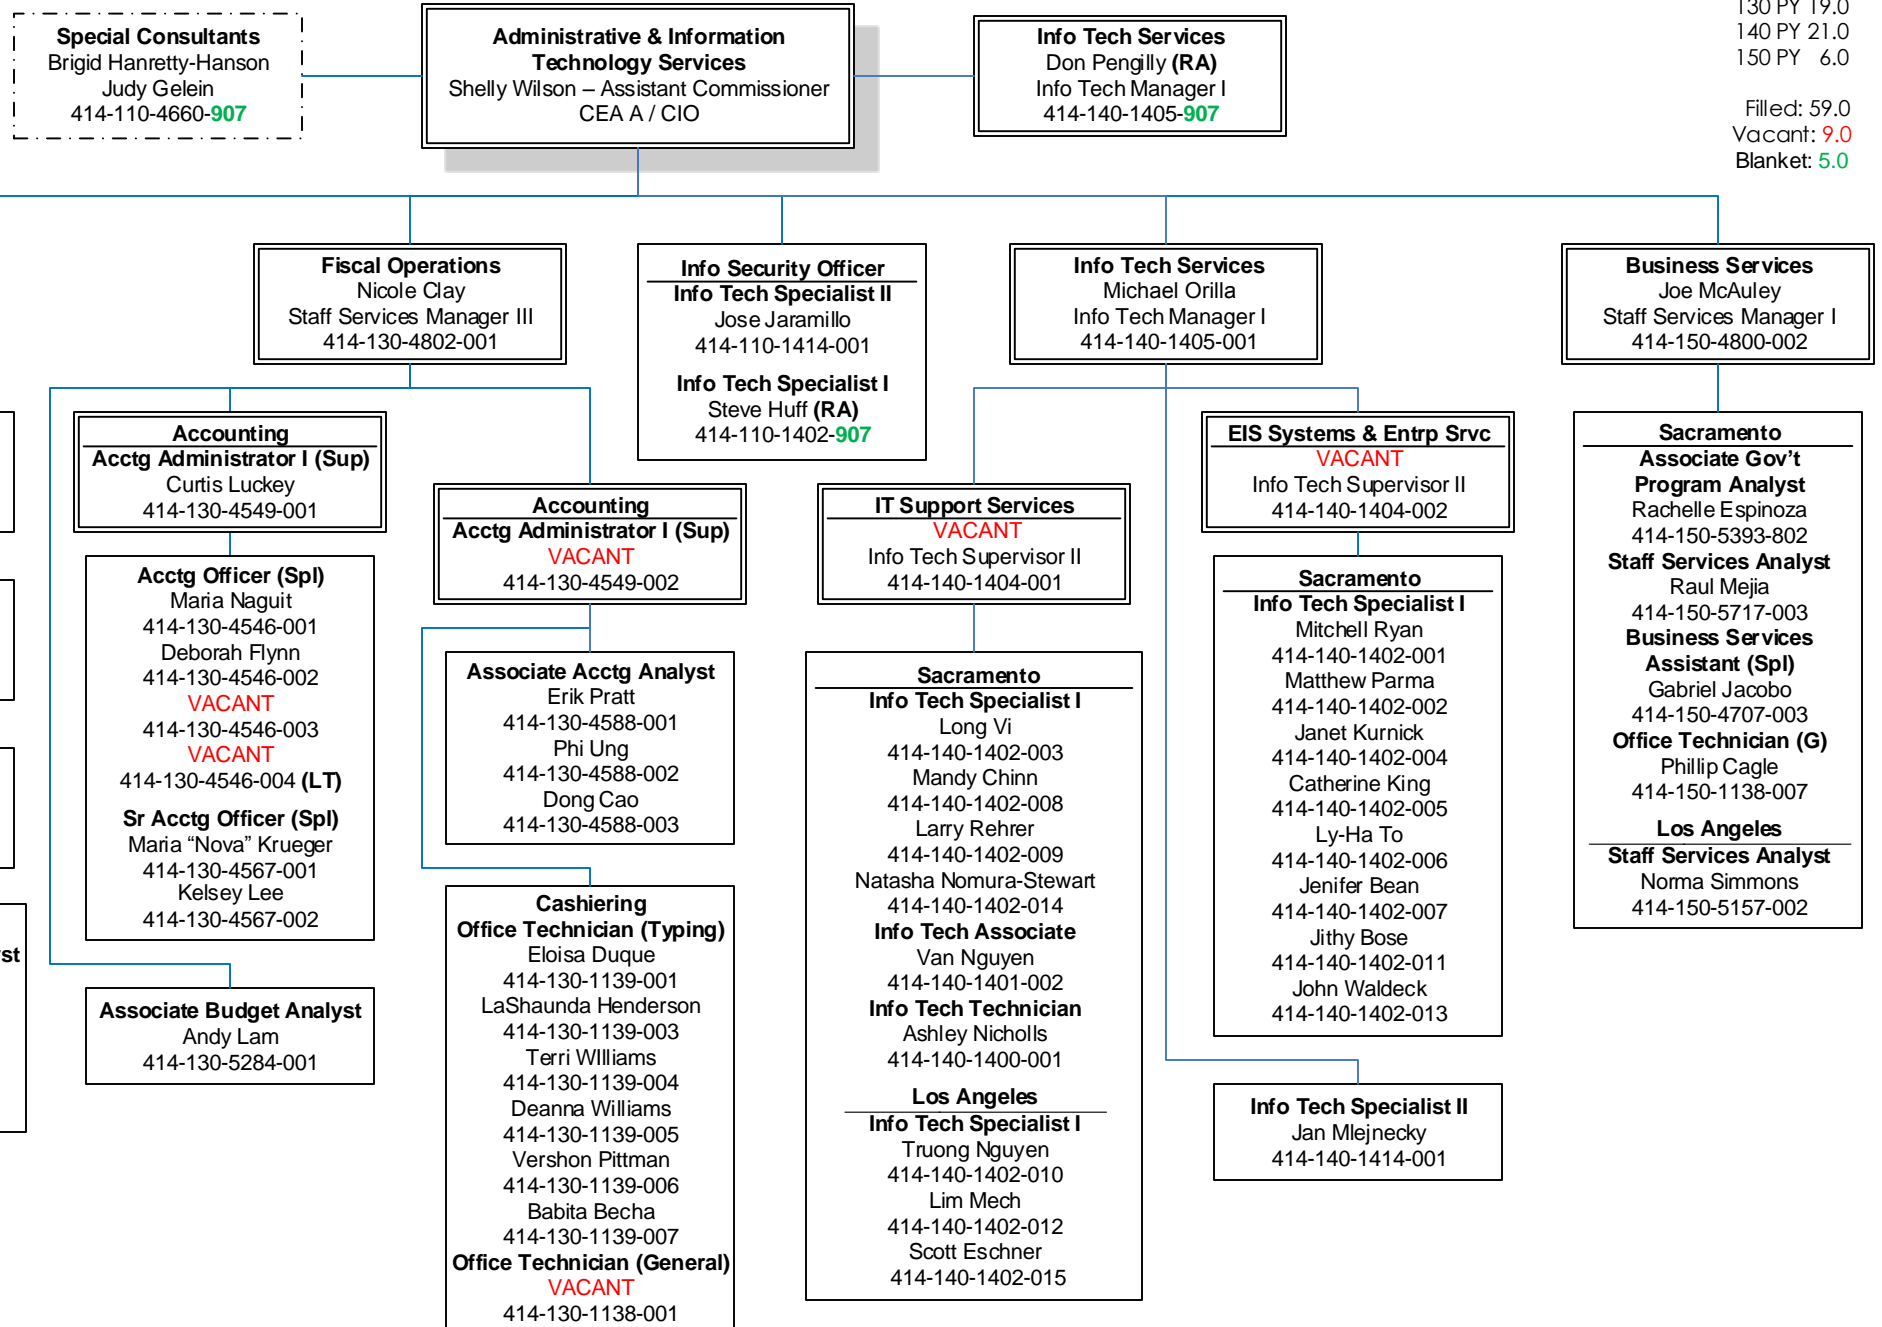 Special Consultants
Brigid Hanretty-Hanson
Judy Gelein
414-110-4660-907
Administrative & Information
Technology Services
Shelly Wilson – Assistant Commissioner
CEA A / CIO
Info Tech Services
Don Pengilly (RA)
Info Tech Manager I
414-140-1405-907
130 PY 19.0
140 PY 21.0
150 PY 6.0
Filled: 59.0
Vacant: 9.0
Blanket: 5.0
Fiscal Operations
Nicole Clay
Staff Services Manager III
414-130-4802-001
Info Security Officer
Info Tech Specialist II
Jose Jaramillo
414-110-1414-001
Info Tech Specialist I
Steve Huff (RA)
414-110-1402-907
Info Tech Services
Michael Orilla
Info Tech Manager I
414-140-1405-001
Business Services
Joe McAuley
Staff Services Manager I
414-150-4800-002
Accounting
Acctg Administrator I (Sup)
Curtis Luckey
414-130-4549-001
Acctg Officer (Spl)
Maria Naguit
414-130-4546-001
Deborah Flynn
414-130-4546-002
VACANT
414-130-4546-003
VACANT
414-130-4546-004 (LT)
Sr Acctg Officer (Spl)
Maria “Nova” Krueger
414-130-4567-001
Kelsey Lee
414-130-4567-002
st
Associate Budget Analyst
Andy Lam
414-130-5284-001
Accounting
Acctg Administrator I (Sup)
VACANT
414-130-4549-002
Associate Acctg Analyst
Erik Pratt
414-130-4588-001
Phi Ung
414-130-4588-002
Dong Cao
414-130-4588-003
Cashiering
Office Technician (Typing)
Eloisa Duque
414-130-1139-001
LaShaunda Henderson
414-130-1139-003
Terri WIlliams
414-130-1139-004
Deanna Williams
414-130-1139-005
Vershon Pittman
414-130-1139-006
Babita Becha
414-130-1139-007
Office Technician (General)
VACANT
414-130-1138-001
IT Support Services
VACANT
Info Tech Supervisor II
414-140-1404-001
Sacramento
Info Tech Specialist I
Long Vi
414-140-1402-003
Mandy Chinn
414-140-1402-008
Larry Rehrer
414-140-1402-009
Natasha Nomura-Stewart
414-140-1402-014
Info Tech Associate
Van Nguyen
414-140-1401-002
Info Tech Technician
Ashley Nicholls
414-140-1400-001
Los Angeles
Info Tech Specialist I
Truong Nguyen
414-140-1402-010
Lim Mech
414-140-1402-012
Scott Eschner
414-140-1402-015
EIS Systems & Entrp Srvc
VACANT
Info Tech Supervisor II
414-140-1404-002
Sacramento
Info Tech Specialist I
Mitchell Ryan
414-140-1402-001
Matthew Parma
414-140-1402-002
Janet Kurnick
414-140-1402-004
Catherine King
414-140-1402-005
Ly-Ha To
414-140-1402-006
Jenifer Bean
414-140-1402-007
Jithy Bose
414-140-1402-011
John Waldeck
414-140-1402-013
Info Tech Specialist II
Jan Mlejnecky
414-140-1414-001
Sacramento
Associate Gov't
Program Analyst
Rachelle Espinoza
414-150-5393-802
Staff Services Analyst
Raul Mejia
414-150-5717-003
Business Services
Assistant (Spl)
Gabriel Jacobo
414-150-4707-003
Office Technician (G)
Phillip Cagle
414-150-1138-007
Los Angeles
Staff Services Analyst
Norma Simmons
414-150-5157-002